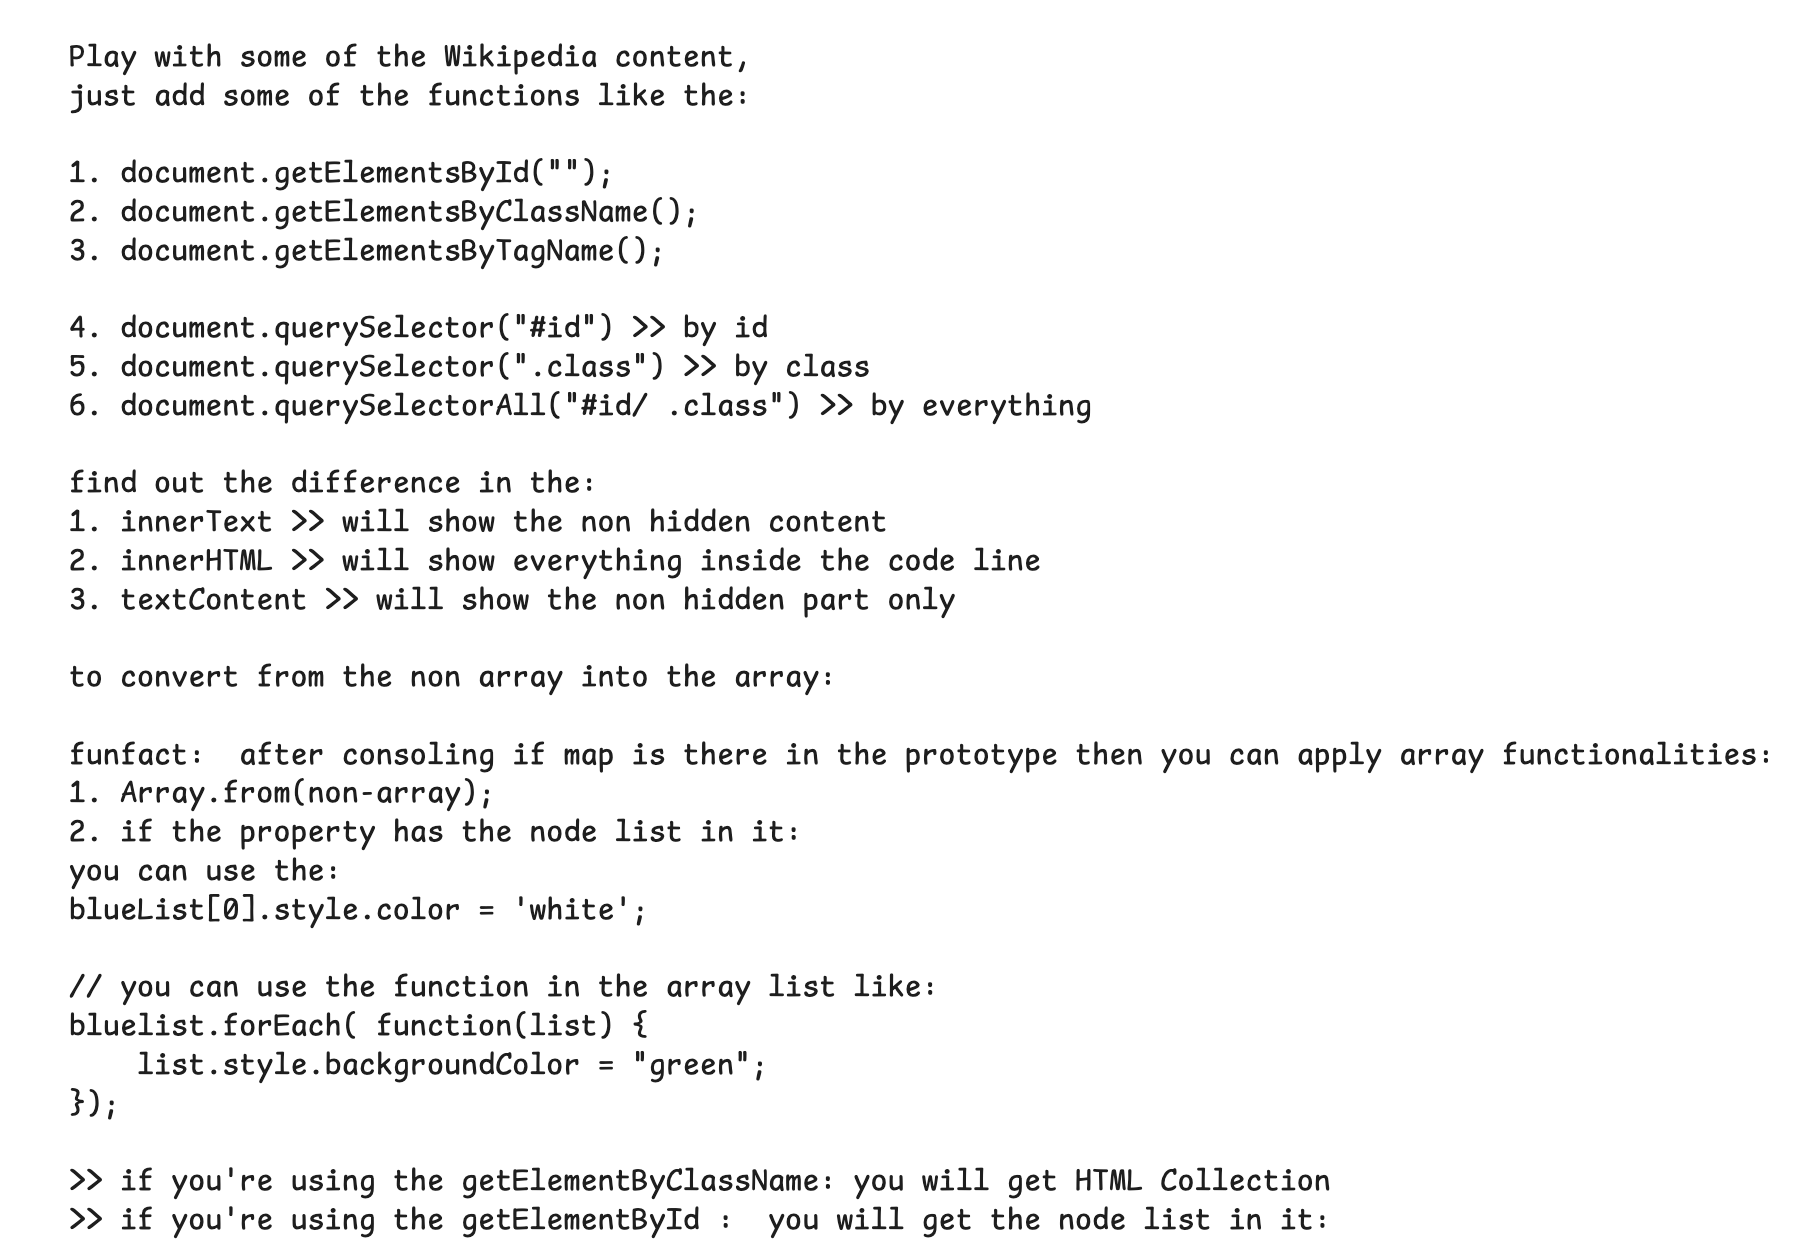 Play with some of the Wikipedia content,
just add some of the functions like the:
1. document.getElementsById("");
2. document.getElementsByClassName();
3. document.getElementsByTagName();
4. document.querySelector("#id") >> by id
5. document.querySelector(".class") >> by class
6. document.querySelectorAll("#id/ .class") >> by everything
find out the difference in the:
1. innerText >> will show the non hidden content
2. innerHTML >> will show everything inside the code line
3. textContent >> will show the non hidden part only
to convert from the non array into the array:
funfact:  after consoling if map is there in the prototype then you can apply array functionalities:
1. Array.from(non-array);
2. if the property has the node list in it:
you can use the:
blueList[0].style.color = 'white';
// you can use the function in the array list like:
bluelist.forEach( function(list) {
    list.style.backgroundColor = "green";
});
>> if you're using the getElementByClassName: you will get HTML Collection
>> if you're using the getElementById :  you will get the node list in it: